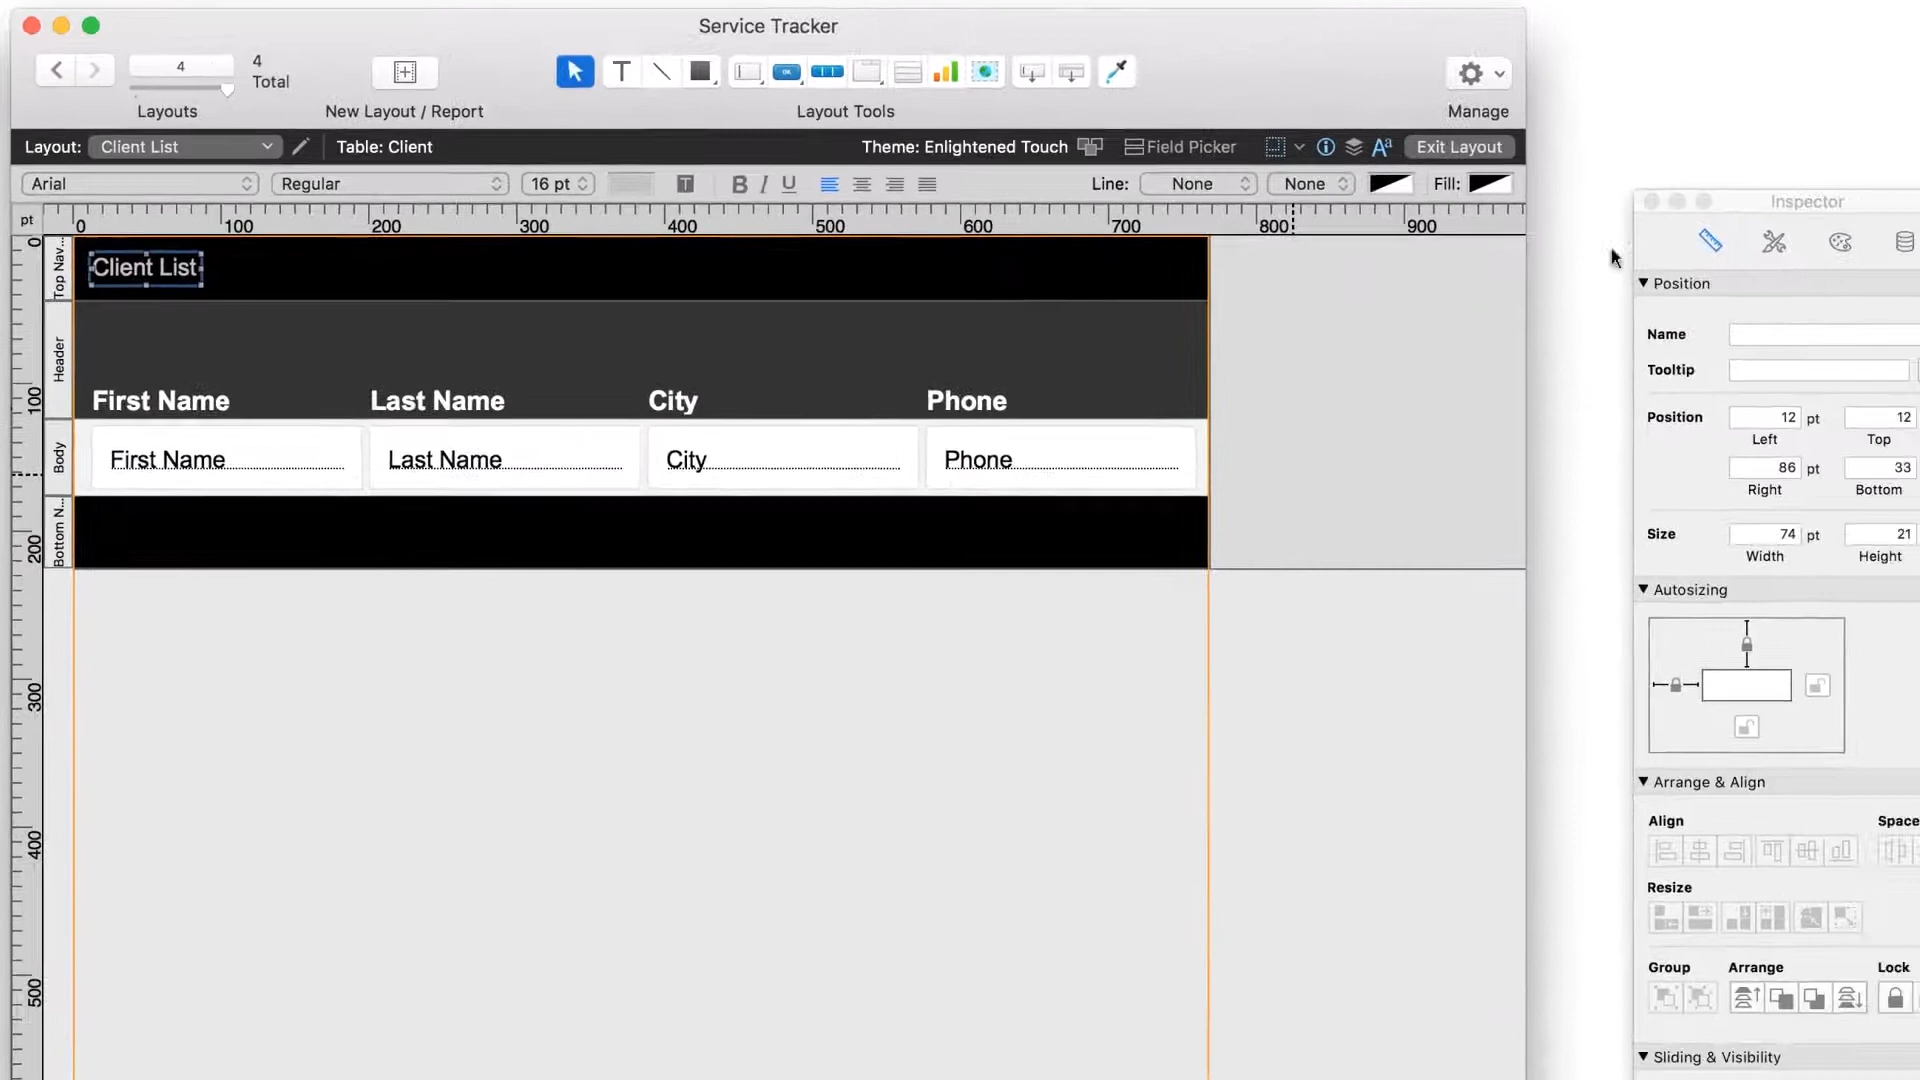 Service Tracker
4
4
Total
Layouts
New Layout / Report
Layout Tools
Manage
Layout: Client List
Table: Client
Theme: Enlightened Touch
Field Picker
Aa
Exit Layout
Arial
Regular
16 pt
T
B I U
Line: None
None
Fill:
pt
0 100 200 300 400 500 600 700 800 900
Inspector
0
Top Nav...
Client List
Position
Header
Name
Tooltip
100
First Name Last Name City Phone
Position 12 pt 12
Left Top
Body
First Name Last Name City Phone
86 pt 33
Right Bottom
Bottom N...
200
Size 74 pt 21
Width Height
Autosizing
300
Arrange & Align
400
Align Space
Resize
Group Arrange Lock
500
Sliding & Visibility